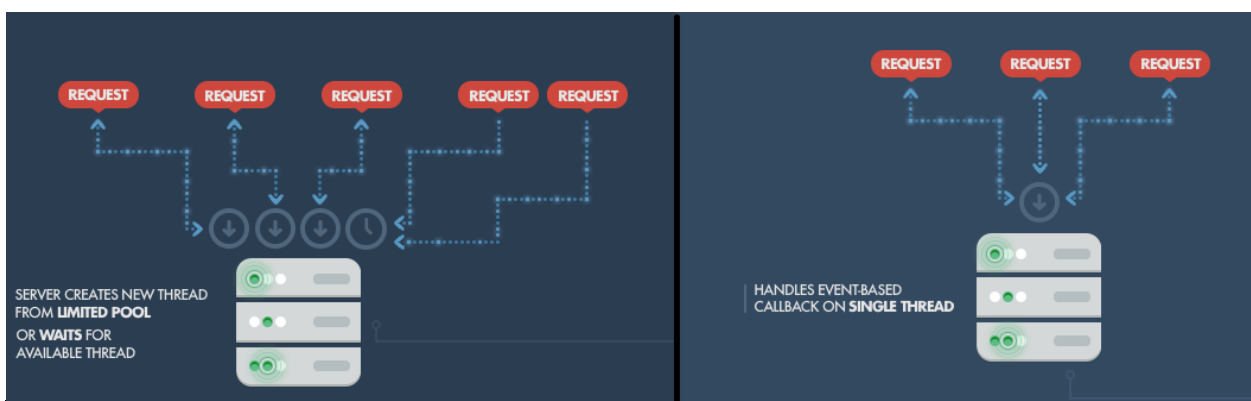 REQUEST
REQUEST
REQUEST
REQUEST
REQUEST
SERVER CREATES NEW THREAD
FROM LIMITED POOL
OR WAITS FOR
AVAILABLE THREAD
REQUEST
REQUEST
REQUEST
HANDLES EVENT-BASED
CALLBACK ON SINGLE THREAD